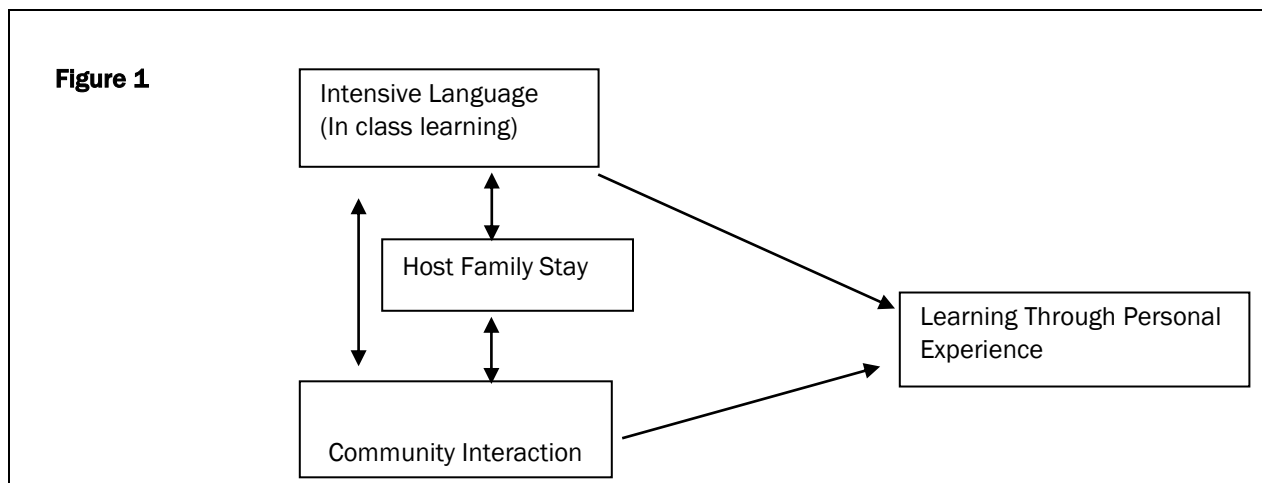 Figure 1
Intensive Language
(In class learning)
Host Family Stay
Learning Through Personal
Experience
Community Interaction